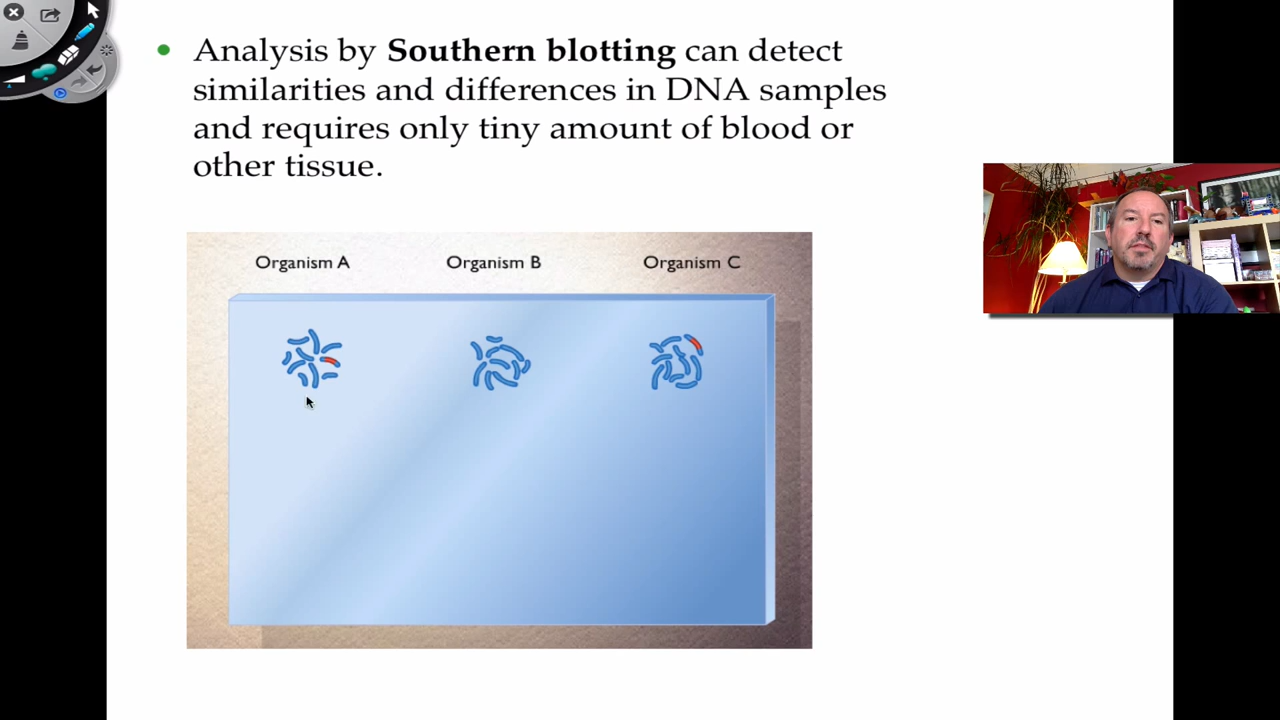 Analysis by Southern blotting can detect
similarities and differences in DNA samples
and requires only tiny amount of blood or
other tissue.
Organism A Organism B Organism C